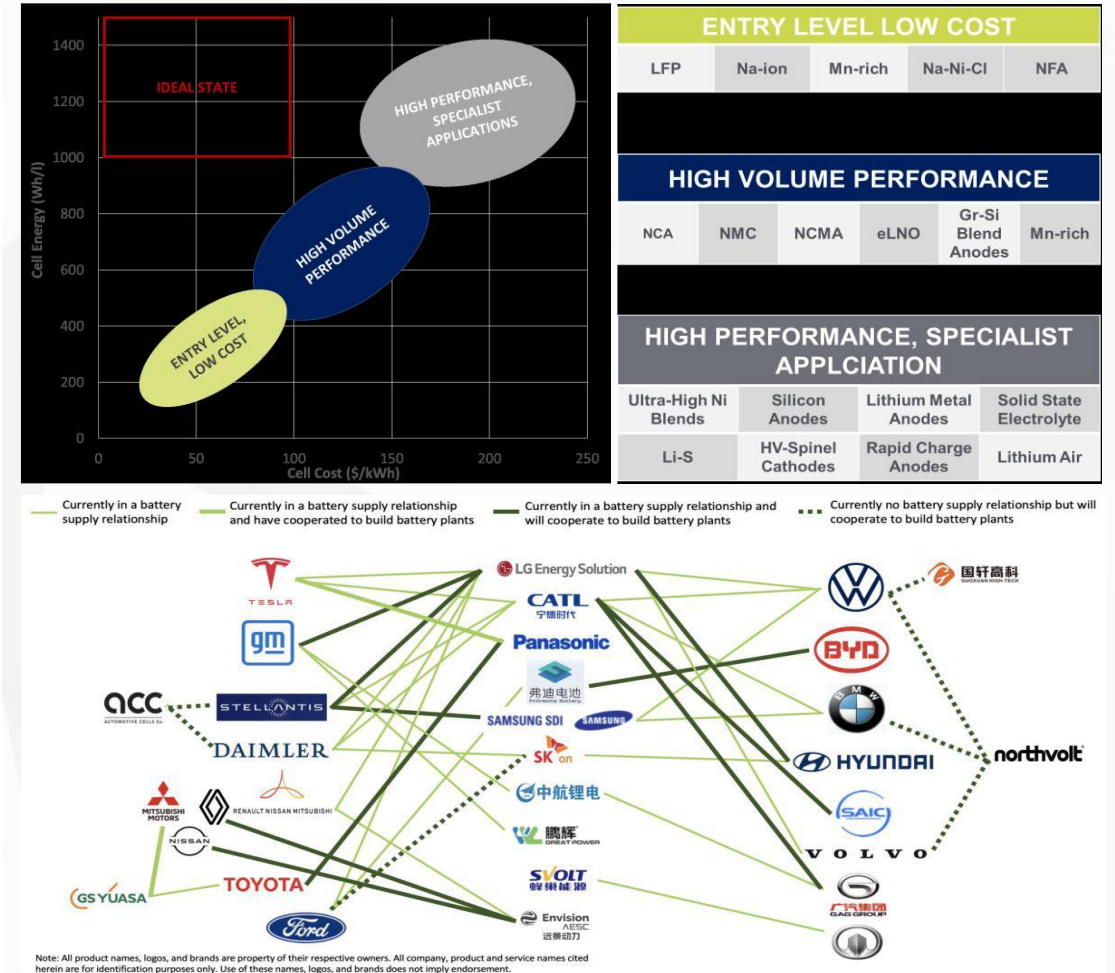 1400
1200
1000
800
600
400
200
0
Cell Energy (Wh/l)
IDEAL STATE
HIGH PERFORMANCE,
SPECIALIST
APPLICATIONS
HIGH VOLUME
PERFORMANCE
ENTRY LEVEL,
LOW COST
0 50 100 150 200 250
Cell Cost ($/kWh)
ENTRY LEVEL LOW COST
LFP Na-ion Mn-rich Na-Ni-Cl NFA
HIGH VOLUME PERFORMANCE
NCA NMC NCMA eLNO Gr-Si Blend Anodes Mn-rich
HIGH PERFORMANCE, SPECIALIST
APPLCIATION
Ultra-High Ni Blends Silicon Anodes Lithium Metal Anodes Solid State Electrolyte
Li-S HV-Spinel Cathodes Rapid Charge Anodes Lithium Air
Currently in a battery
supply relationship
Currently in a battery supply relationship
and have cooperated to build battery plants
Currently in a battery supply relationship and
will cooperate to build battery plants
Currently no battery supply relationship but will
cooperate to build battery plants
TESLA
gm
acc
AUTOMOTIVE CELLS Co
STELLANTIS
DAIMLER
MITSUBISHI
MOTORS
RENAULT NISSAN MITSUBISHI
NISSAN
GS YUASA
TOYOTA
Ford
LG Energy Solution
CATL
宁德时代
Panasonic
弗迪电池
SAMSUNG SDI SAMSUNG
SK on
中航锂电
鹏辉
GREAT POWER
SVOLT
蜂巢能源
Envision
AESC
远景动力
国轩高科
GUOXUAN HIGH-TECH
BYD
BMW
HYUNDAI
northvolt
SAIC
VOLVO
广汽集团
GAG GROUP
Note: All product names, logos, and brands are property of their respective owners. All company, product and service names cited
herein are for identification purposes only. Use of these names, logos, and brands does not imply endorsement.